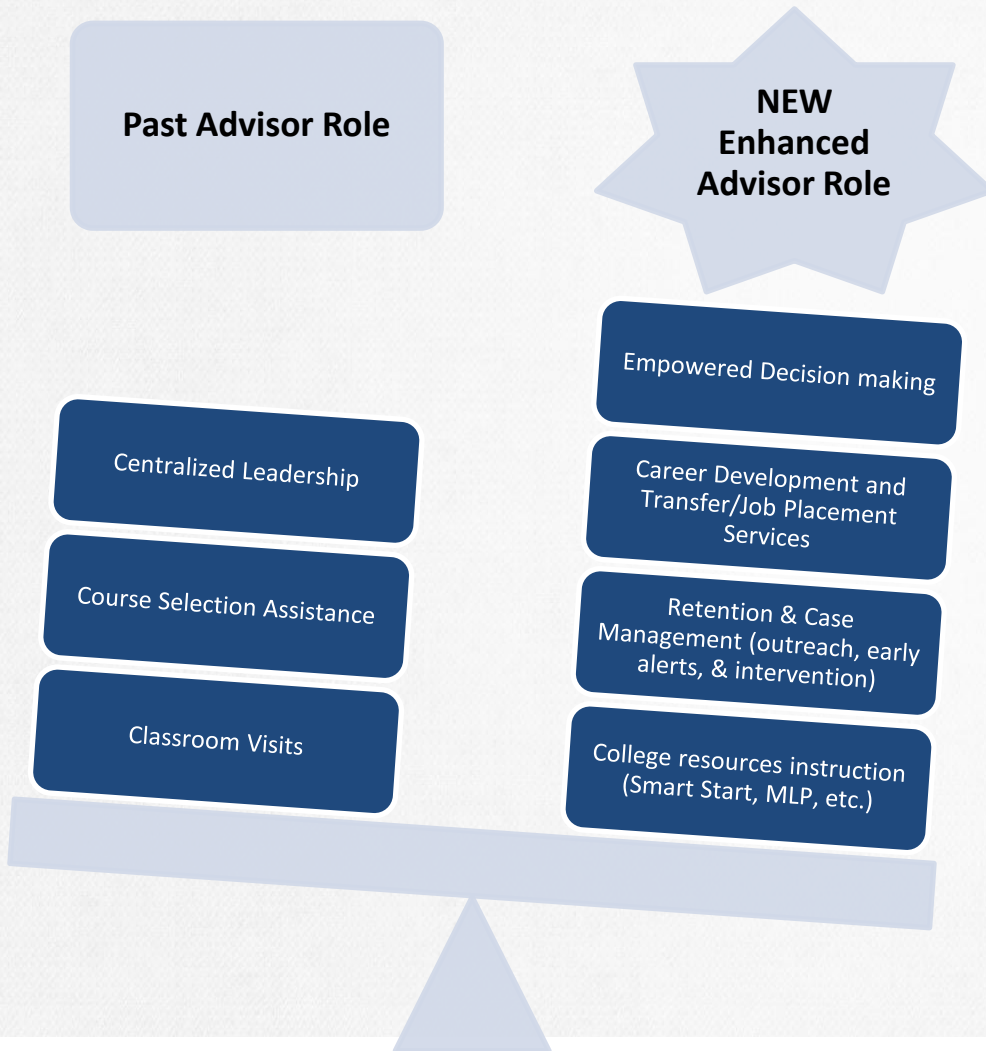 Past Advisor Role
NEW
Enhanced
Advisor Role
Centralized Leadership
Course Selection Assistance
Classroom Visits
Empowered Decision making
Career Development and
Transfer/Job Placement
Services
Retention & Case
Management (outreach, early
alerts, & intervention)
College resources instruction
(Smart Start, MLP, etc.)